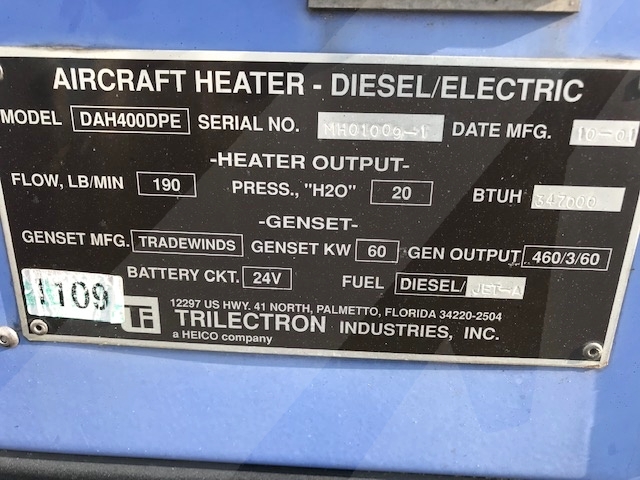 AIRCRAFT HEATER - DIESEL/ELECTRIC
MODEL DAH400DPE SERIAL NO. MH01009-1 DATE MFG. 10-01
-HEATER OUTPUT-
FLOW, LB/MIN 190 PRESS., "H2O" 20 BTUH 347000
-GENSET-
GENSET MFG. TRADEWINDS GENSET KW 60 GEN OUTPUT 460/3/60
BATTERY CKT. 24V FUEL DIESEL/JET-A
1109
TI
12297 US HWY. 41 NORTH, PALMETTO, FLORIDA 34220-2504
TRILECTRON INDUSTRIES, INC.
a HEICO company